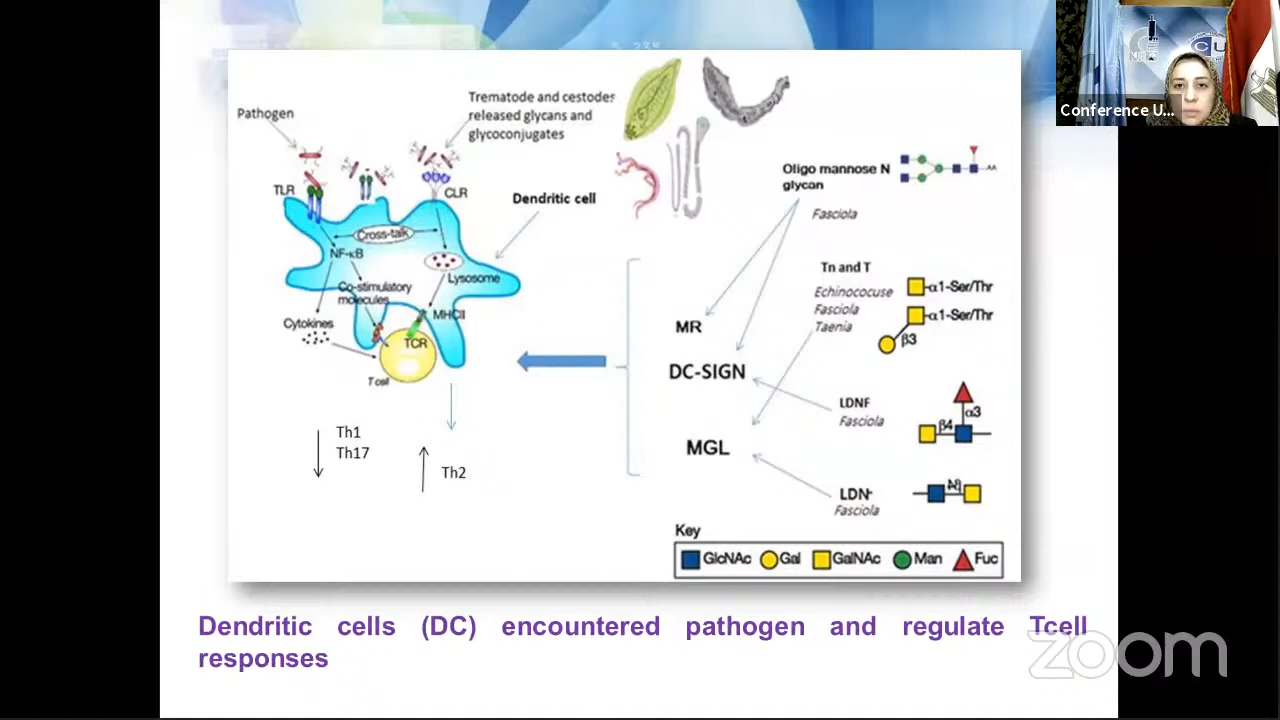 Conference U...
Pathogen
Trematode and cestodes
released glycans and
glycoconjugates
TLR
CLR
Dendritic cell
Cross-talk
NF-κB
Lysosome
Co-stimulatory
molecules
MHCII
Cytokines
TCR
T cell
Th1
Th17
Th2
Oligo mannose N
glycan
Fasciola
Tn and T
Echinococuse
Fasciola
Taenia
α1-Ser/Thr
α1-Ser/Thr
β3
MR
DC-SIGN
MGL
LDNF
Fasciola
α3
β4
LDN
Fasciola
Key
GlcNAc Gal GalNAc Man Fuc
Dendritic cells (DC) encountered pathogen and regulate Tcell
responses
zoom